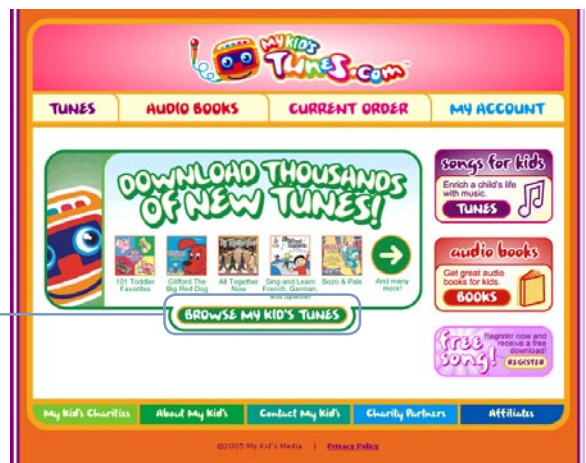 MY KID'S
TUNES.COM
TUNES
AUDIO BOOKS
CURRENT ORDER
MY ACCOUNT
DOWNLOAD THOUSANDS
OF NEW TUNES!
101 Toddler
Favorites
Clifford The
Big Red Dog
All Together
Now
Sing and Learn
French, German,
and Spanish
Bozo & Pals
And many
more!
BROWSE MY KID'S TUNES
songs for kids
Enrich a child's life
with music.
TUNES
audio books
Get great audio
books for kids.
BOOKS
free
song!
Register now and
receive a free
download!
REGISTER
My Kid's Charities
About My Kid's
Contact My Kid's
Charity Partners
Affiliates
©2005 My Kid's Media | Privacy Policy